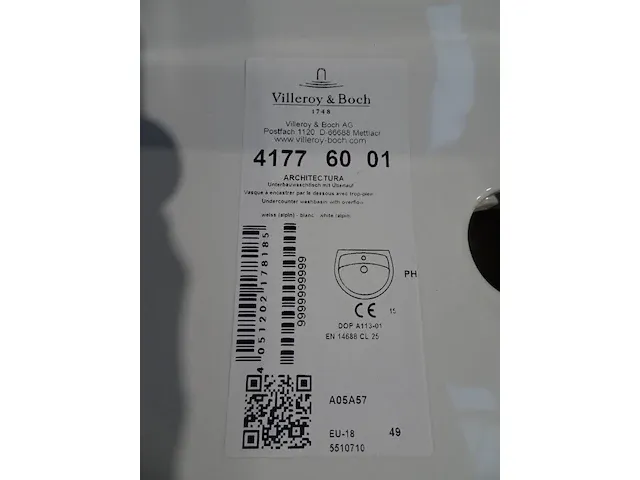 Villeroy & Boch
1748
Villeroy & Boch AG
Postfach 1120 D-66688 Mettlach
www.villeroy-boch.com
4177 60 01
ARCHITECTURA
Unterbauwaschtisch mit Überlauf
Vasque à encastrer par le dessous avec trop-plein
Undercounter washbasin with overflow
weiss (alpin) - blanc - white (alpin)
4 051202 178185
9999999999
PH
CE 15
DOP A113-01
EN 14688 CL 25
A05A57
EU-18 49
5510710